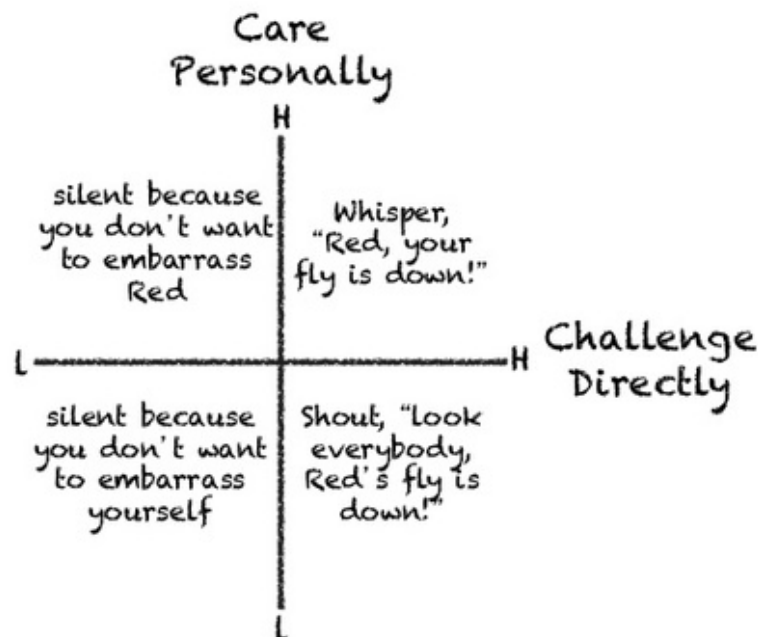 Care
Personally
H
silent because
you don't want
to embarrass
Red
Whisper,
"Red, your
fly is down!"
L
H
Challenge
Directly
silent because
you don't want
to embarrass
yourself
Shout, "look
everybody,
Red's fly is
down!"
L